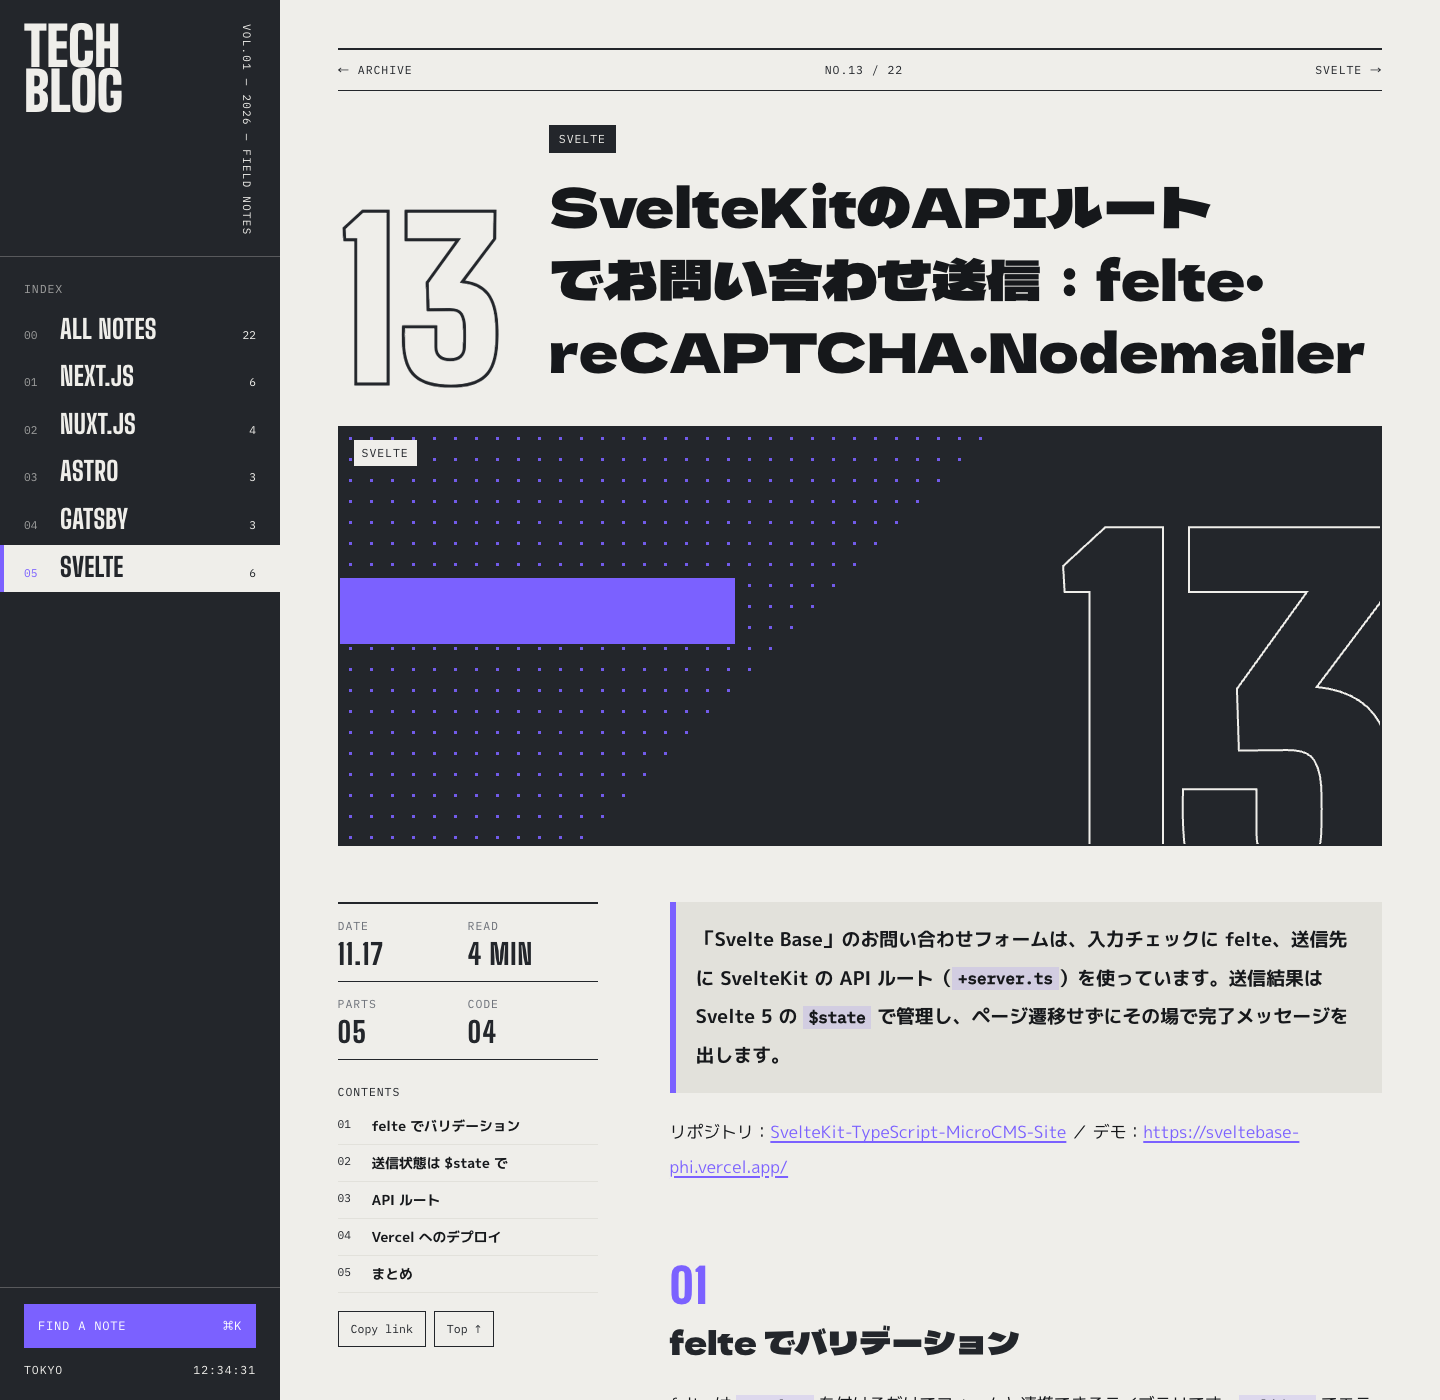 TECH
BLOG
VOL.01 — 2026 — FIELD NOTES
INDEX
00 ALL NOTES 22
01 NEXT.JS 6
02 NUXT.JS 4
03 ASTRO 3
04 GATSBY 3
05 SVELTE 6
FIND A NOTE ⌘K
TOKYO 12:34:31
← ARCHIVE NO.13 / 22 SVELTE →
SVELTE
13
SvelteKitのAPIルート
でお問い合わせ送信：felte・
reCAPTCHA・Nodemailer
SVELTE
13
DATE READ
11.17 4 MIN
PARTS CODE
05 04
CONTENTS
01 felte でバリデーション
02 送信状態は $state で
03 API ルート
04 Vercel へのデプロイ
05 まとめ
Copy link Top ↑
「Svelte Base」のお問い合わせフォームは、入力チェックに felte、送信先
に SvelteKit の API ルート（+server.ts）を使っています。送信結果は
Svelte 5 の $state で管理し、ページ遷移せずにその場で完了メッセージを
出します。
リポジトリ：SvelteKit-TypeScript-MicroCMS-Site ／ デモ：https://sveltebase-
phi.vercel.app/
01
felte でバリデーション